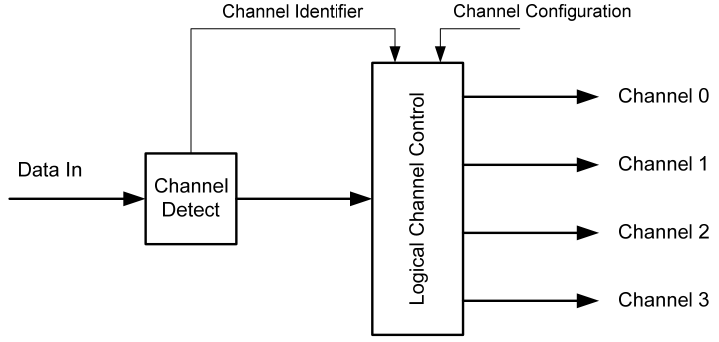 Channel Identifier
Channel Configuration
Data In
Channel
Detect
Logical Channel Control
Channel 0
Channel 1
Channel 2
Channel 3